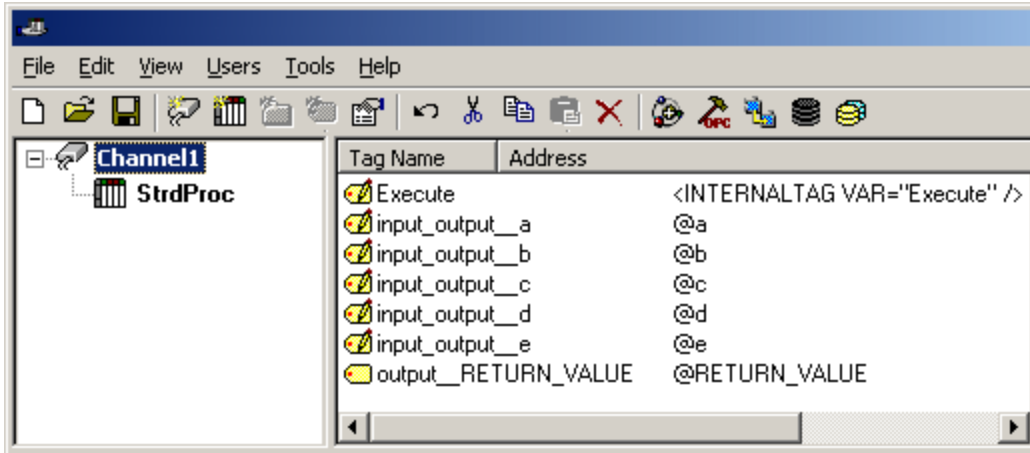 File Edit View Users Tools Help
OPC
Channel1
StrdProc
Tag Name Address
Execute <INTERNALTAG VAR="Execute" />
input_output__a @a
input_output__b @b
input_output__c @c
input_output__d @d
input_output__e @e
output__RETURN_VALUE @RETURN_VALUE